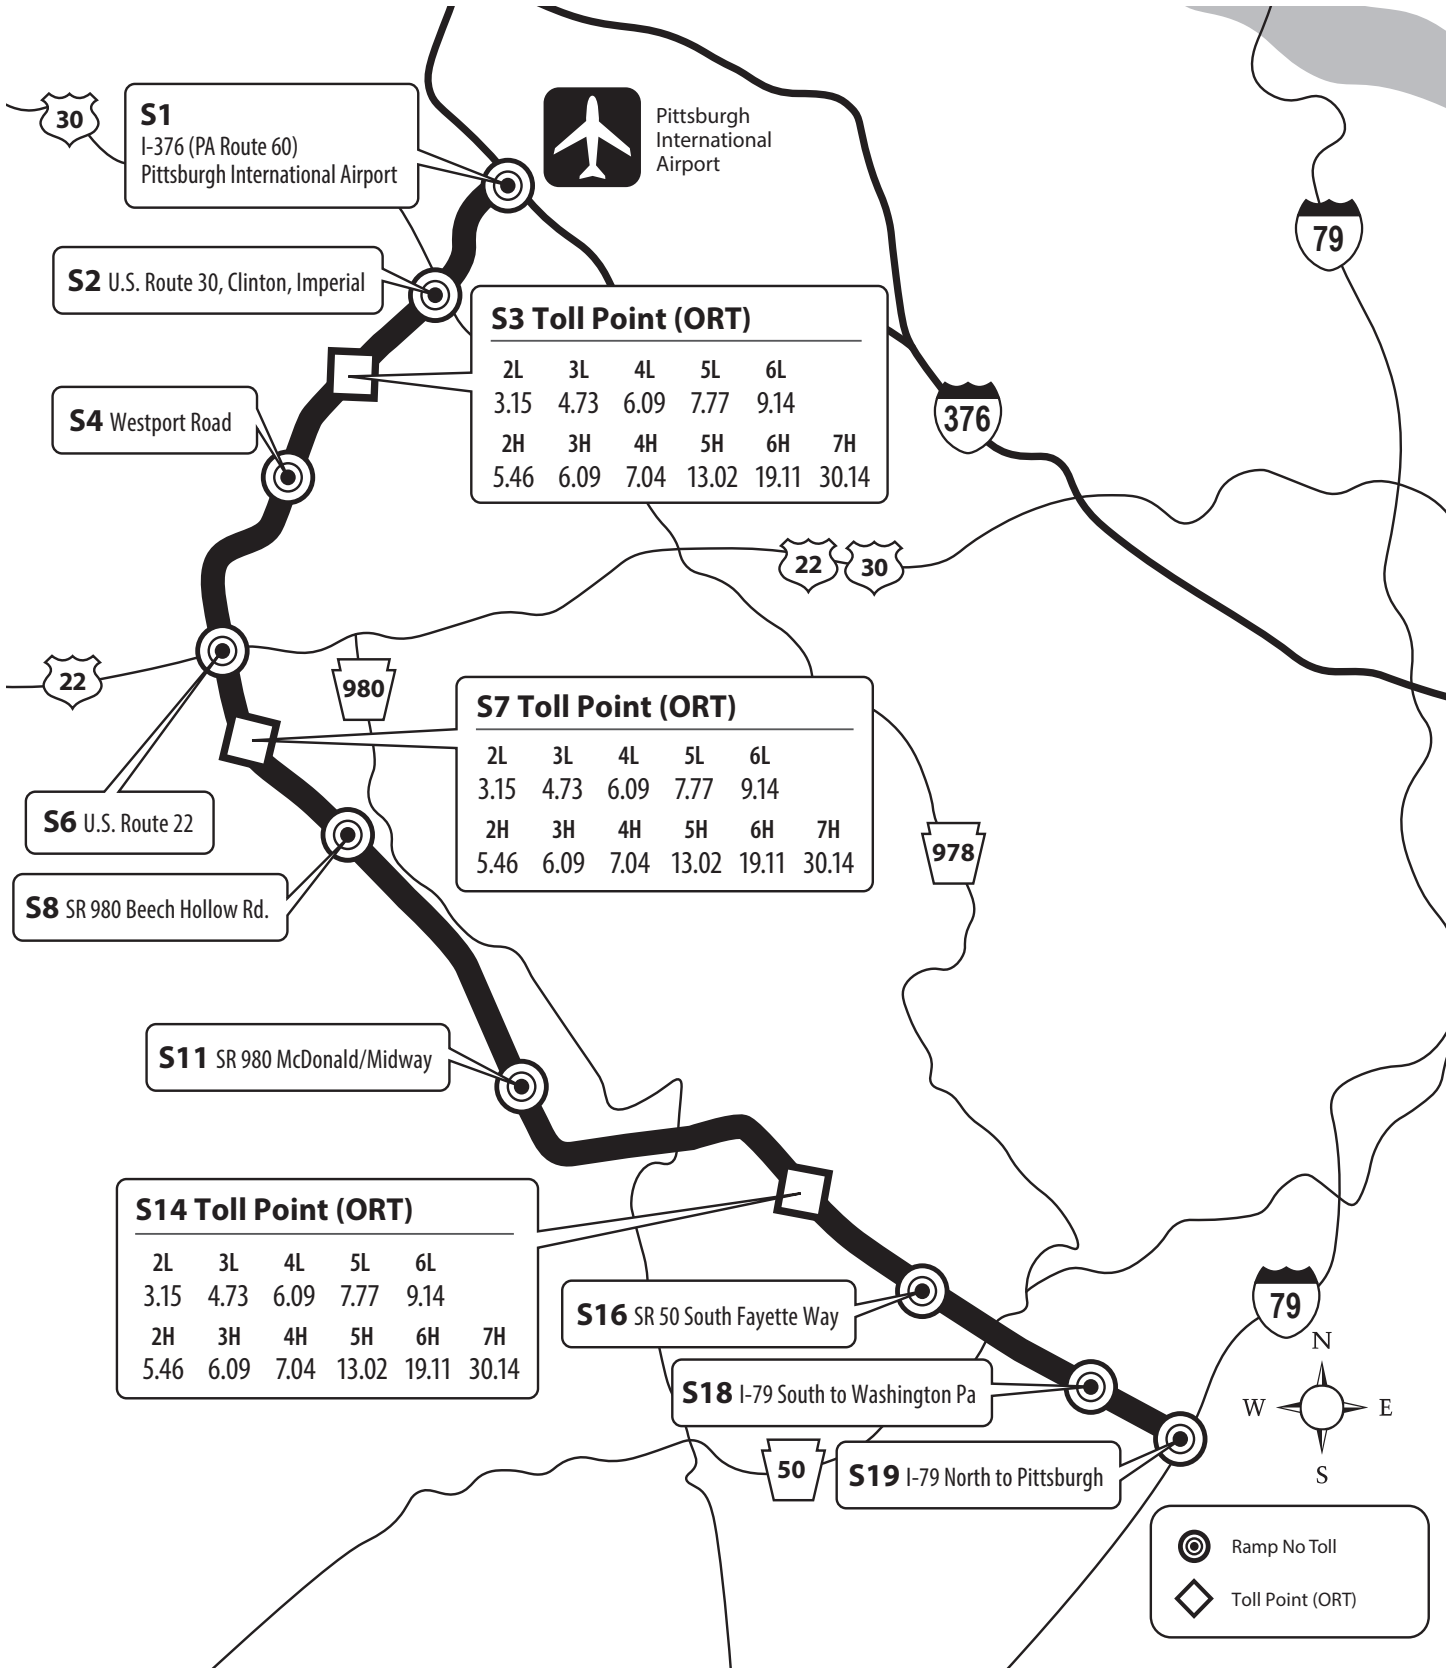 30
S1
I-376 (PA Route 60)
Pittsburgh International Airport
Pittsburgh
International
Airport
79
S2 U.S. Route 30, Clinton, Imperial
S3 Toll Point (ORT)
2L 3L 4L 5L 6L
3.15 4.73 6.09 7.77 9.14
2H 3H 4H 5H 6H 7H
5.46 6.09 7.04 13.02 19.11 30.14
S4 Westport Road
376
22
30
22
980
S7 Toll Point (ORT)
2L 3L 4L 5L 6L
3.15 4.73 6.09 7.77 9.14
2H 3H 4H 5H 6H 7H
5.46 6.09 7.04 13.02 19.11 30.14
S6 U.S. Route 22
978
S8 SR 980 Beech Hollow Rd.
S11 SR 980 McDonald/Midway
S14 Toll Point (ORT)
2L 3L 4L 5L 6L
3.15 4.73 6.09 7.77 9.14
2H 3H 4H 5H 6H 7H
5.46 6.09 7.04 13.02 19.11 30.14
S16 SR 50 South Fayette Way
79
S18 I-79 South to Washington Pa
50
S19 I-79 North to Pittsburgh
N
W E
S
Ramp No Toll
Toll Point (ORT)